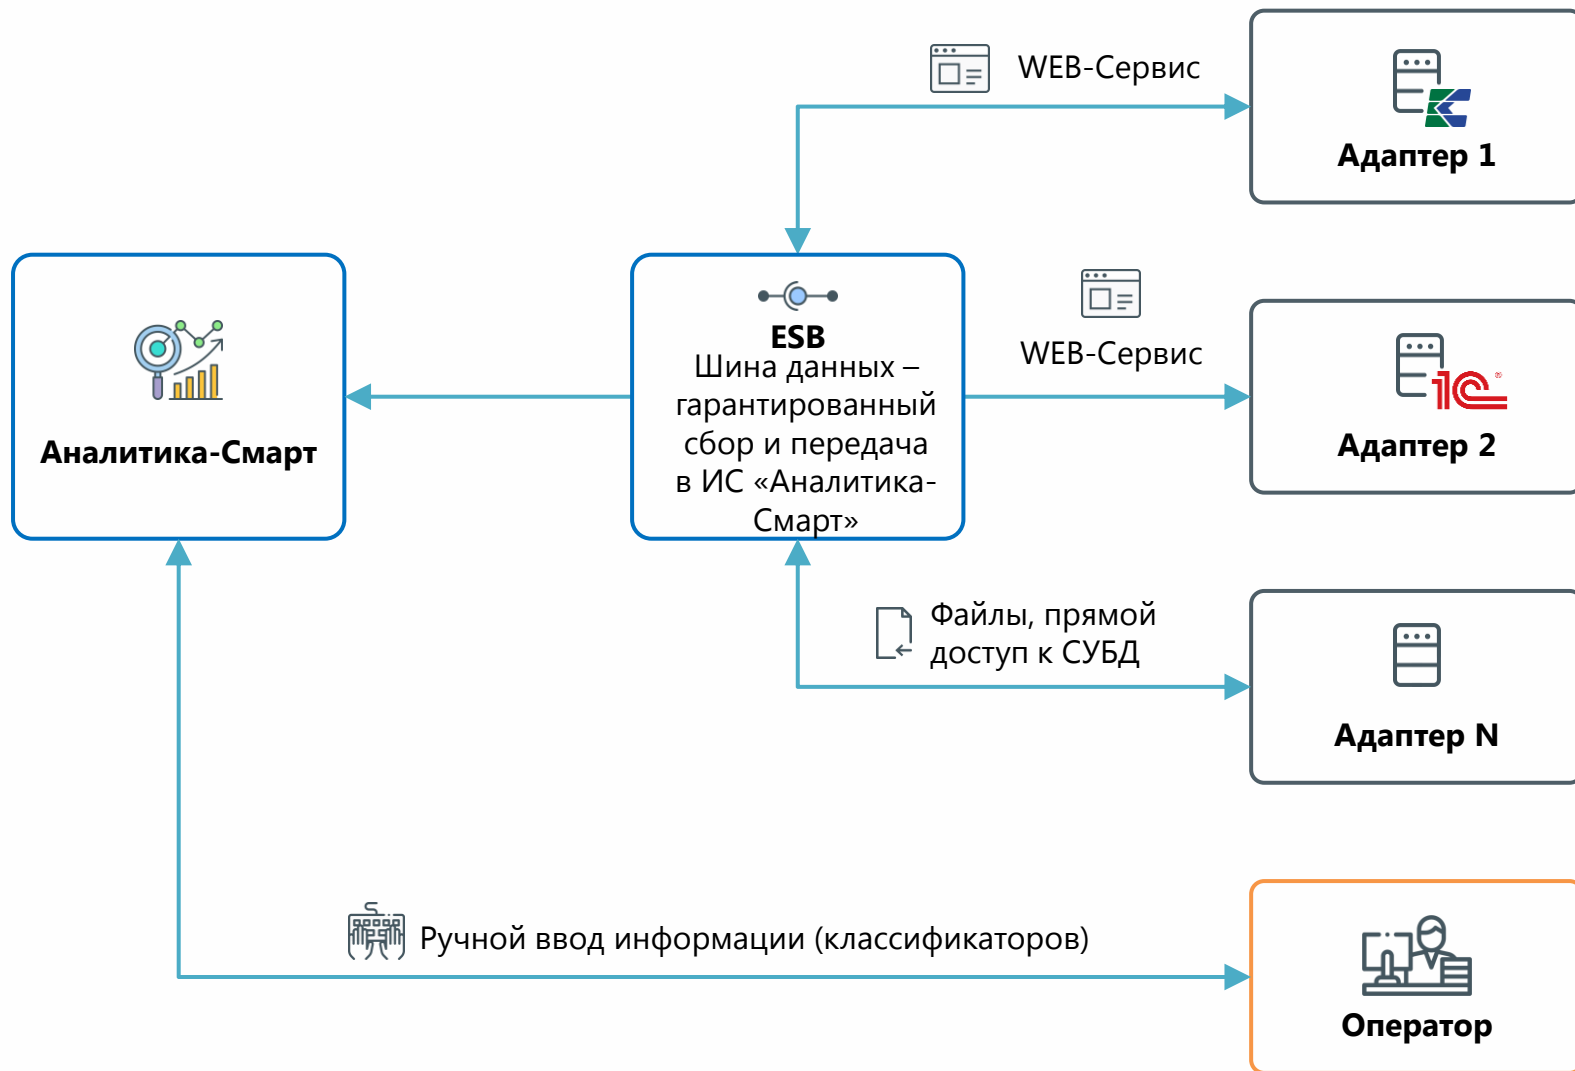 WEB-Сервис
Адаптер 1
Аналитика-Смарт
ESB
Шина данных –
гарантированный
сбор и передача
в ИС «Аналитика-
Смарт»
WEB-Сервис
1С®
Адаптер 2
Файлы, прямой
доступ к СУБД
Адаптер N
Ручной ввод информации (классификаторов)
Оператор